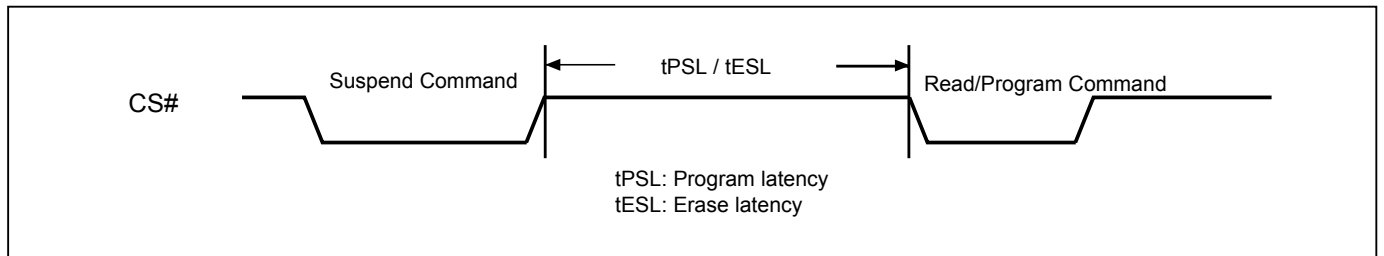 tPSL / tESL
Suspend Command
Read/Program Command
CS#
tPSL: Program latency
tESL: Erase latency